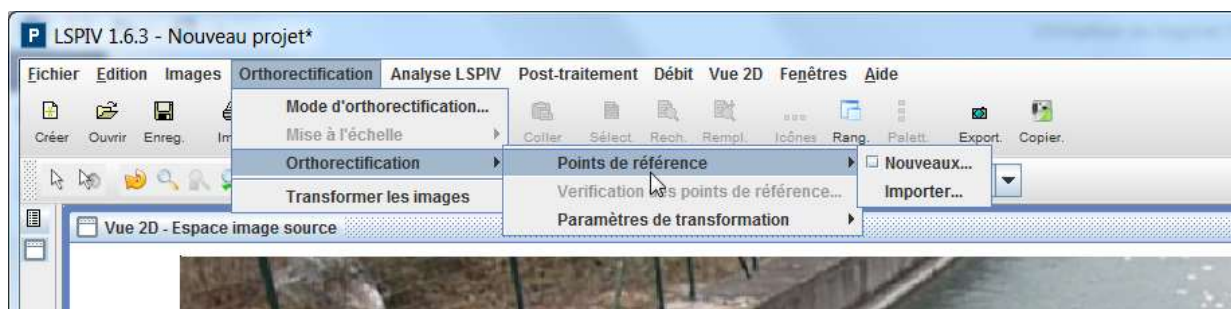 LSPIV 1.6.3 - Nouveau projet*
Fichier Edition Images Orthorectification Analyse LSPIV Post-traitement Débit Vue 2D Fenêtres Aide
Mode d'orthorectification...
Créer Ouvrir Enreg. Im Coller Sélect. Rech. Rempl. Icônes Rang. Palett. Export. Copier.
Mise à l'échelle
Orthorectification Points de référence Nouveaux...
Transformer les images Verification des points de référence... Importer...
Paramètres de transformation
Vue 2D - Espace image source